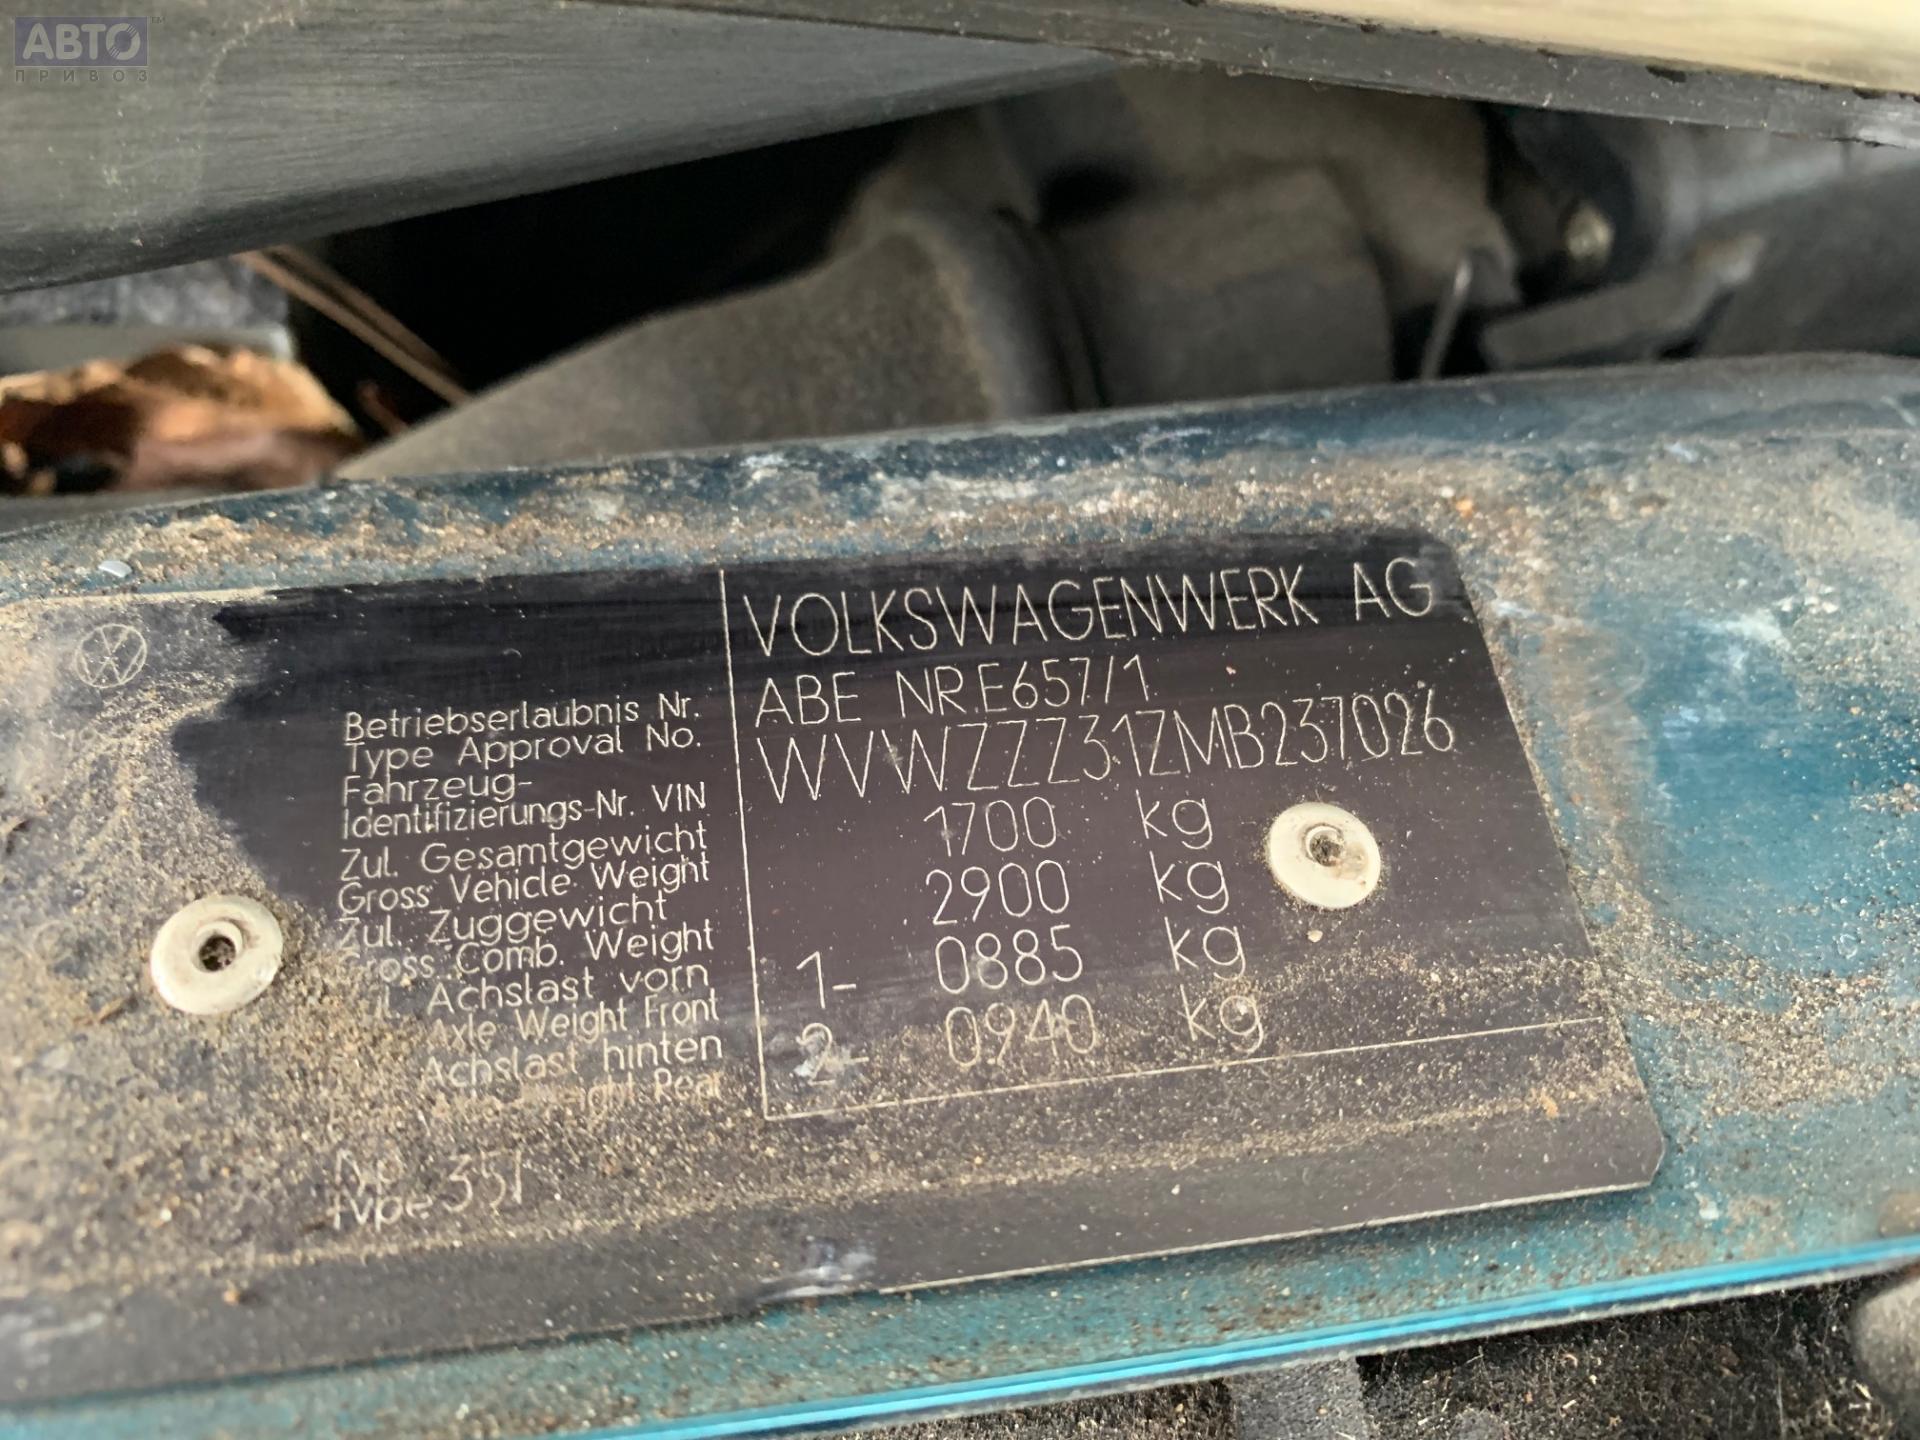 АВТО
ПРИВОЗ
VOLKSWAGENWERK AG
Betriebserlaubnis Nr.
Type Approval No.
ABE NR.E657/1
Fahrzeug-
Identifizierungs-Nr. VIN
WVWZZZ31ZMB237026
Zul. Gesamtgewicht
Gross Vehicle Weight
1700 kg
Zul. Zuggewicht
Gross Comb. Weight
2900 kg
Achslast vorn
Axle Weight Front
1- 0885 kg
Achslast hinten
Rear
2- 0940 kg
Type